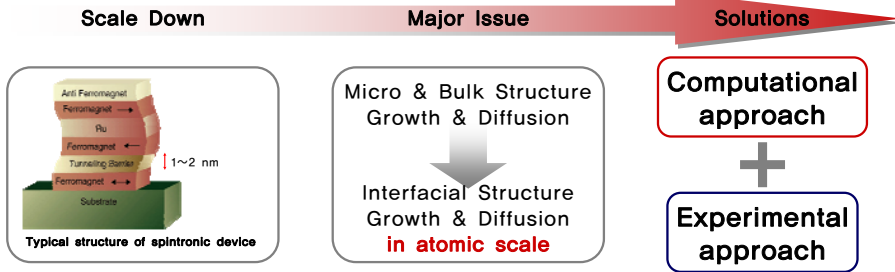 Scale Down
Major Issue
Solutions
Anti Ferromagnet
Ferromagnet
Ru
Ferromagnet
Tunneling Barrier
Ferromagnet
Substrate
1~2 nm
Typical structure of spintronic device
Micro & Bulk Structure
Growth & Diffusion
Interfacial Structure
Growth & Diffusion
in atomic scale
Computational
approach
Experimental
approach